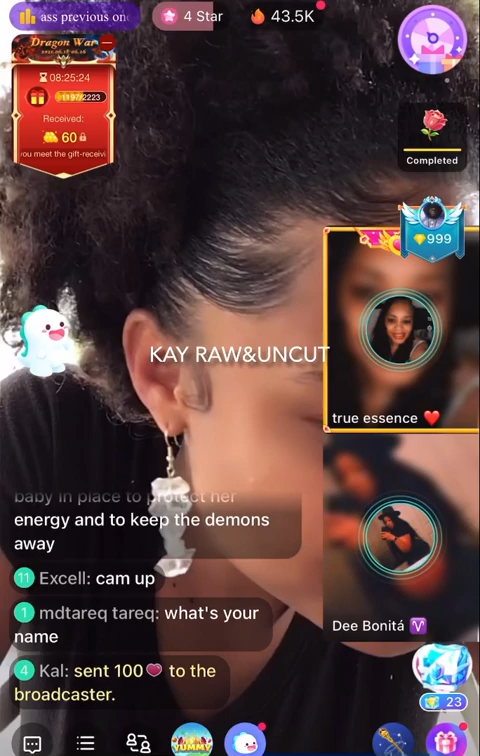 ass previous on
4 Star
43.5K
Dragon War
08:25:24
1197/2223
Received:
60
ou meet the gift-receivi
Completed
999
KAY RAW&UNCUT
true essence ❤️
baby in place to protect her
energy and to keep the demons
away
11 Excell: cam up
1 mdtareq tareq: what's your
name
4 Kal: sent 100 💗 to the
broadcaster.
Dee Bonitá ♈
23
YUMMY